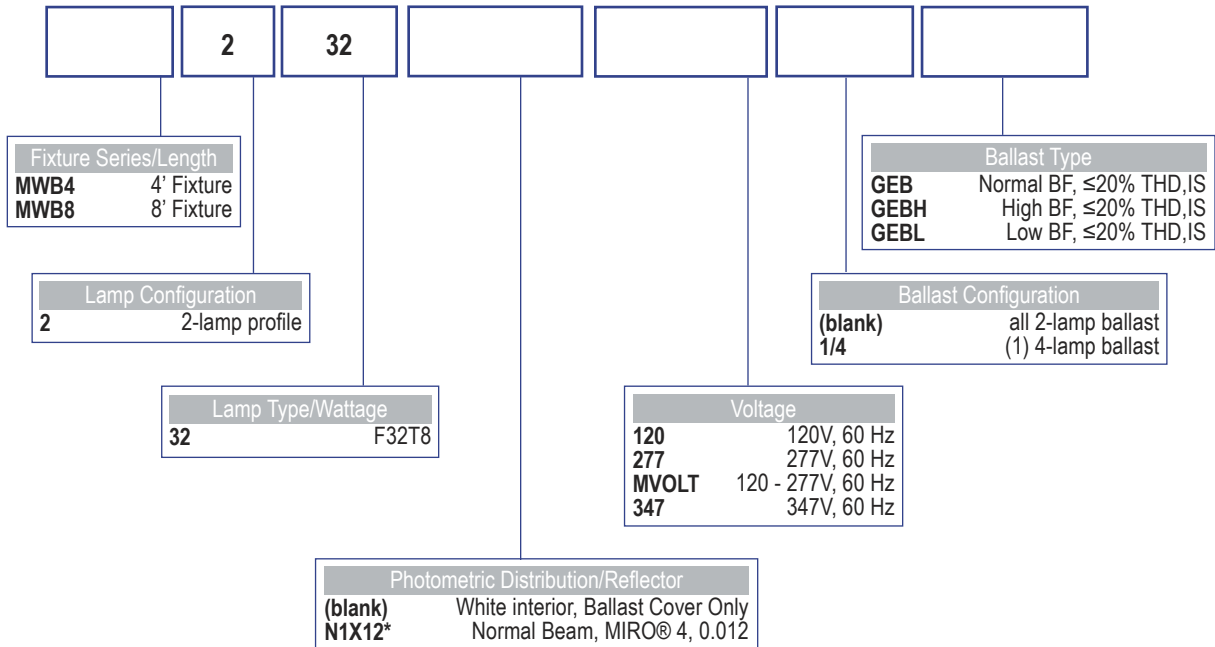 2 32
Fixture Series/Length
MWB4 4’ Fixture
MWB8 8’ Fixture
Ballast Type
GEB Normal BF, ≤20% THD,IS
GEBH High BF, ≤20% THD,IS
GEBL Low BF, ≤20% THD,IS
Lamp Configuration
2 2-lamp profile
Ballast Configuration
(blank) all 2-lamp ballast
1/4 (1) 4-lamp ballast
Lamp Type/Wattage
32 F32T8
Voltage
120 120V, 60 Hz
277 277V, 60 Hz
MVOLT 120 - 277V, 60 Hz
347 347V, 60 Hz
Photometric Distribution/Reflector
(blank) White interior, Ballast Cover Only
N1X12* Normal Beam, MIRO® 4, 0.012